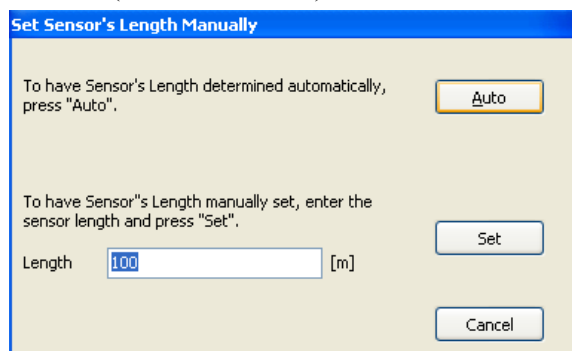 Set Sensor's Length Manually
To have Sensor's Length determined automatically,
press "Auto".
Auto
To have Sensor"s Length manually set, enter the
sensor length and press "Set".
Set
Length 100 [m]
Cancel